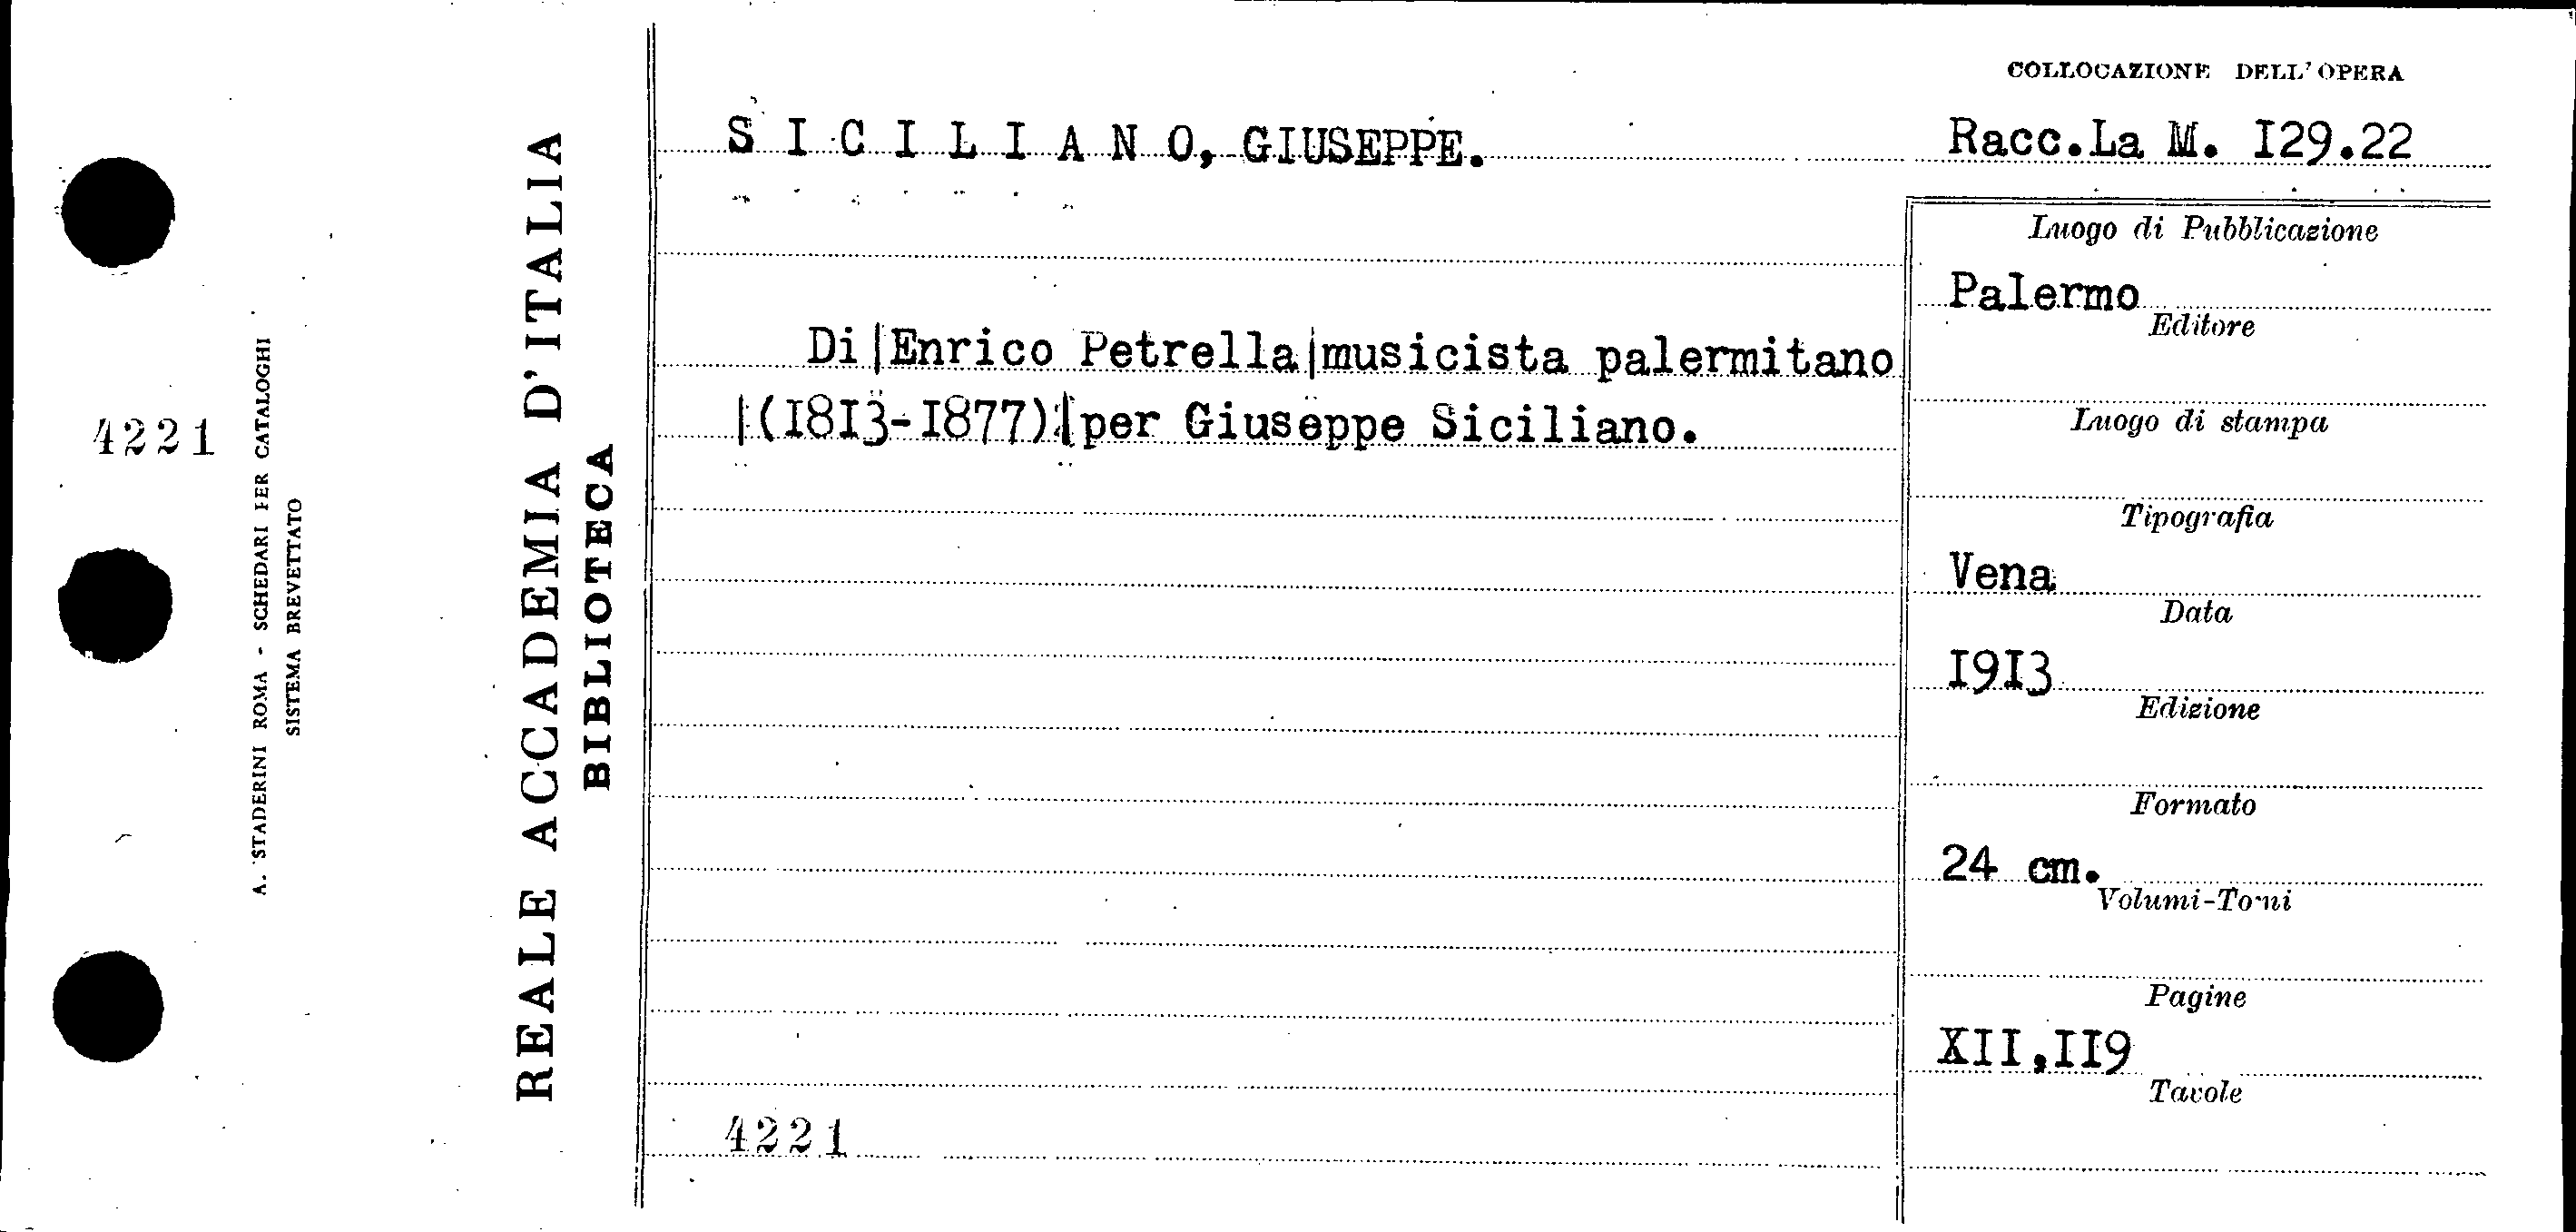 COLLOCAZIONE DELL'OPERA
S I C I L I A N O, GIUSEPPE.
Racc.La M. I29.22
Di|Enrico Petrella|musicista palermitano
|(I8I3-I877)|per Giuseppe Siciliano.
4221
Luogo di Pubblicazione
Palermo
Editore
Luogo di stampa
Tipografia
Vena
Data
I9I3
Edizione
Formato
24 cm.
Volumi-Tomi
Pagine
XII,II9
Tavole
REALE ACCADEMIA D'ITALIA
BIBLIOTECA
4221
A. STADERINI ROMA - SCHEDARI PER CATALOGHI
SISTEMA BREVETTATO